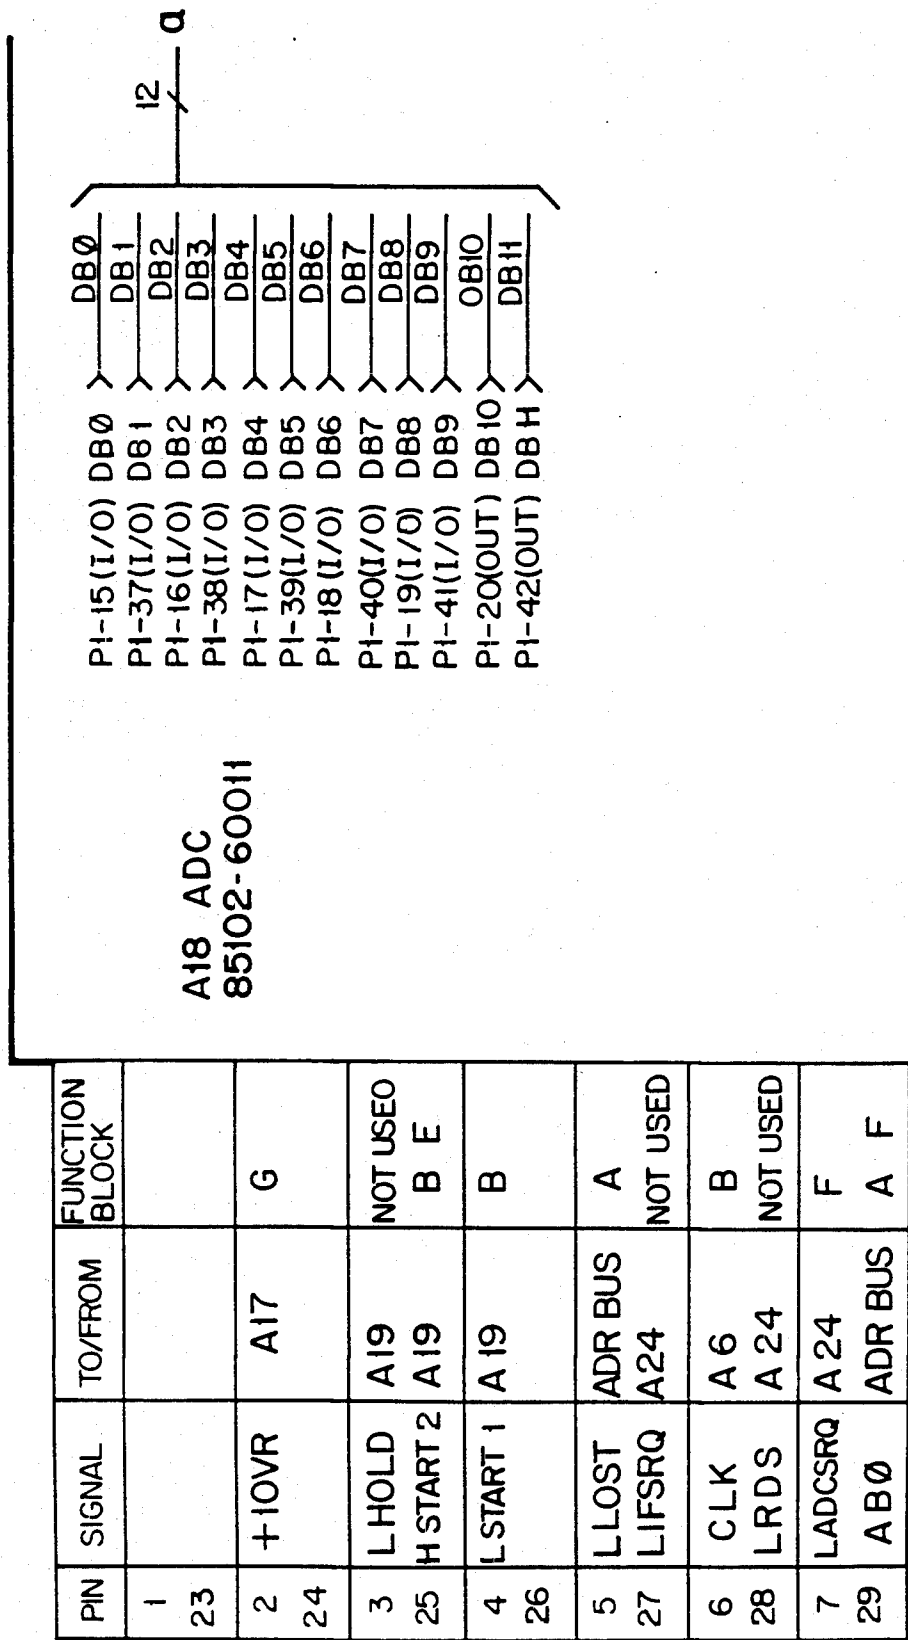 PIN SIGNAL TO/FROM FUNCTION BLOCK
1
23
2 +10VR A17 G
24
3 L HOLD A19 NOT USED
25 H START 2 A19 B E
4 L START 1 A19 B
26
5 L LOST ADR BUS A
27 LIFSRQ A24 NOT USED
6 CLK A6 B
28 LRDS A24 NOT USED
7 LADCSRQ A24 F
29 ABØ ADR BUS A F
A18 ADC
85102-60011
P1-15(I/O) DBØ DBØ
P1-37(I/O) DB1 DB1
P1-16(I/O) DB2 DB2
P1-38(I/O) DB3 DB3
P1-17(I/O) DB4 DB4
P1-39(I/O) DB5 DB5
P1-18(I/O) DB6 DB6
P1-40(I/O) DB7 DB7
P1-19(I/O) DB8 DB8
P1-41(I/O) DB9 DB9
P1-20(OUT) DB10 OB10
P1-42(OUT) DB11 DB11
12
a